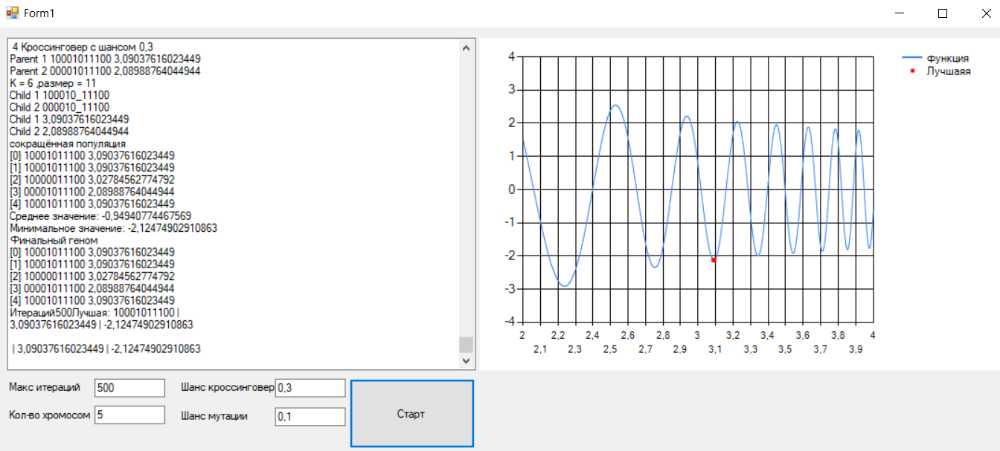 Form1
4 Кроссинговер с шансом 0,3
Parent 1 10001011100 3,09037616023449
Parent 2 00001011100 2,08988764044944
K = 6 ,размер = 11
Child 1 100010_11100
Child 2 000010_11100
Child 1 3,09037616023449
Child 2 2,08988764044944
сокращённая популяция
[0] 10001011100 3,09037616023449
[1] 10001011100 3,09037616023449
[2] 10000011100 3,02784562774792
[3] 00001011100 2,08988764044944
[4] 10001011100 3,09037616023449
Среднее значение: -0,94940774467569
Минимальное значение: -2,12474902910863
Финальный геном
[0] 10001011100 3,09037616023449
[1] 10001011100 3,09037616023449
[2] 10000011100 3,02784562774792
[3] 00001011100 2,08988764044944
[4] 10001011100 3,09037616023449
Итераций500Лучшая: 10001011100 |
3,09037616023449 | -2,12474902910863
| 3,09037616023449 | -2,12474902910863
4
3
2
1
0
-1
-2
-3
-4
2 2,2 2,4 2,6 2,8 3 3,2 3,4 3,6 3,8 4
2,1 2,3 2,5 2,7 2,9 3,1 3,3 3,5 3,7 3,9
функция
Лучшаяя
Макс итераций 500 Шанс кроссинговер 0,3
Кол-во хромосом 5 Шанс мутации 0,1
Старт